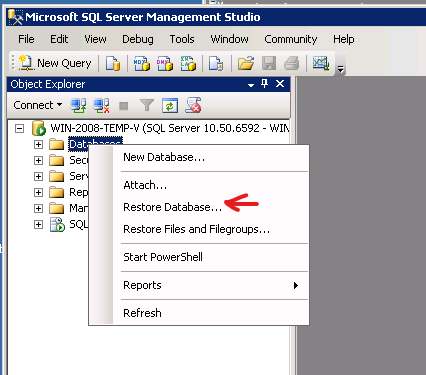 Microsoft SQL Server Management Studio
File Edit View Debug Tools Window Community Help
New Query
Object Explorer
Connect
WIN-2008-TEMP-V (SQL Server 10.50.6592 - WIN
Databases
Secu
Serv
Rep
Man
SQL
New Database...
Attach...
Restore Database...
Restore Files and Filegroups...
Start PowerShell
Reports
Refresh